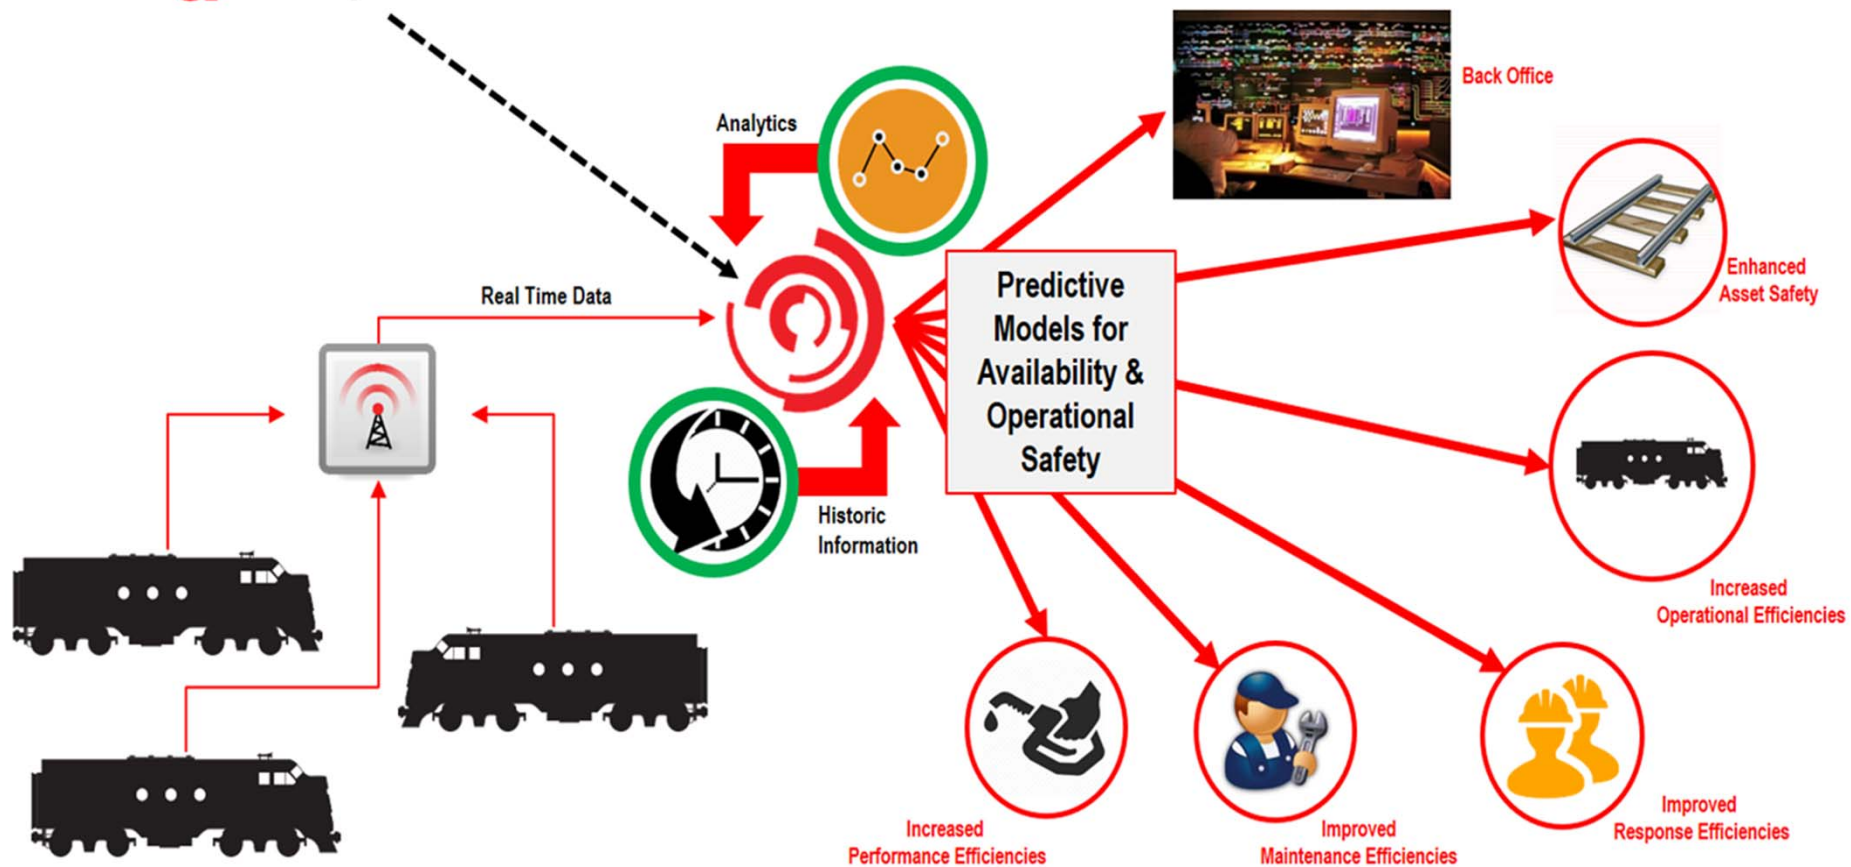 Back Office
Analytics
Enhanced
Asset Safety
Real Time Data
Predictive
Models for
Availability &
Operational
Safety
Historic
Information
Increased
Operational Efficiencies
Increased
Performance Efficiencies
Improved
Maintenance Efficiencies
Improved
Response Efficiencies